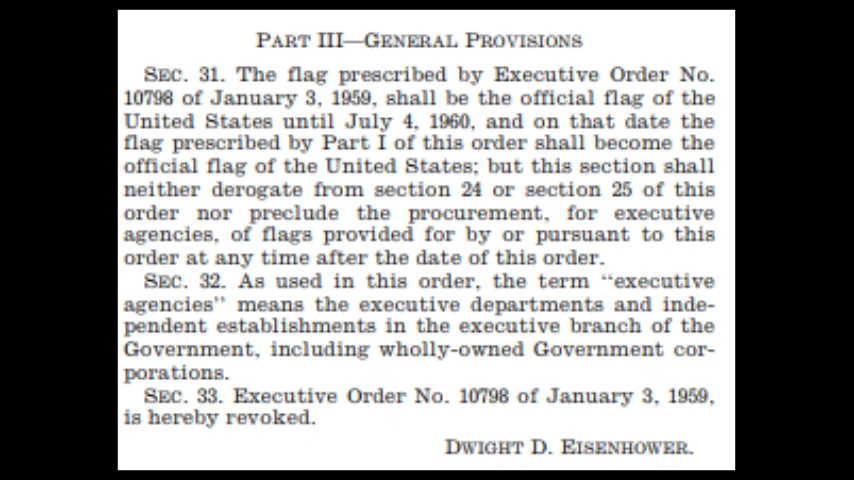 PART III—GENERAL PROVISIONS
SEC. 31. The flag prescribed by Executive Order No.
10798 of January 3, 1959, shall be the official flag of the
United States until July 4, 1960, and on that date the
flag prescribed by Part I of this order shall become the
official flag of the United States; but this section shall
neither derogate from section 24 or section 25 of this
order nor preclude the procurement, for executive
agencies, of flags provided for by or pursuant to this
order at any time after the date of this order.
SEC. 32. As used in this order, the term “executive
agencies” means the executive departments and inde-
pendent establishments in the executive branch of the
Government, including wholly-owned Government cor-
porations.
SEC. 33. Executive Order No. 10798 of January 3, 1959,
is hereby revoked.
DWIGHT D. EISENHOWER.